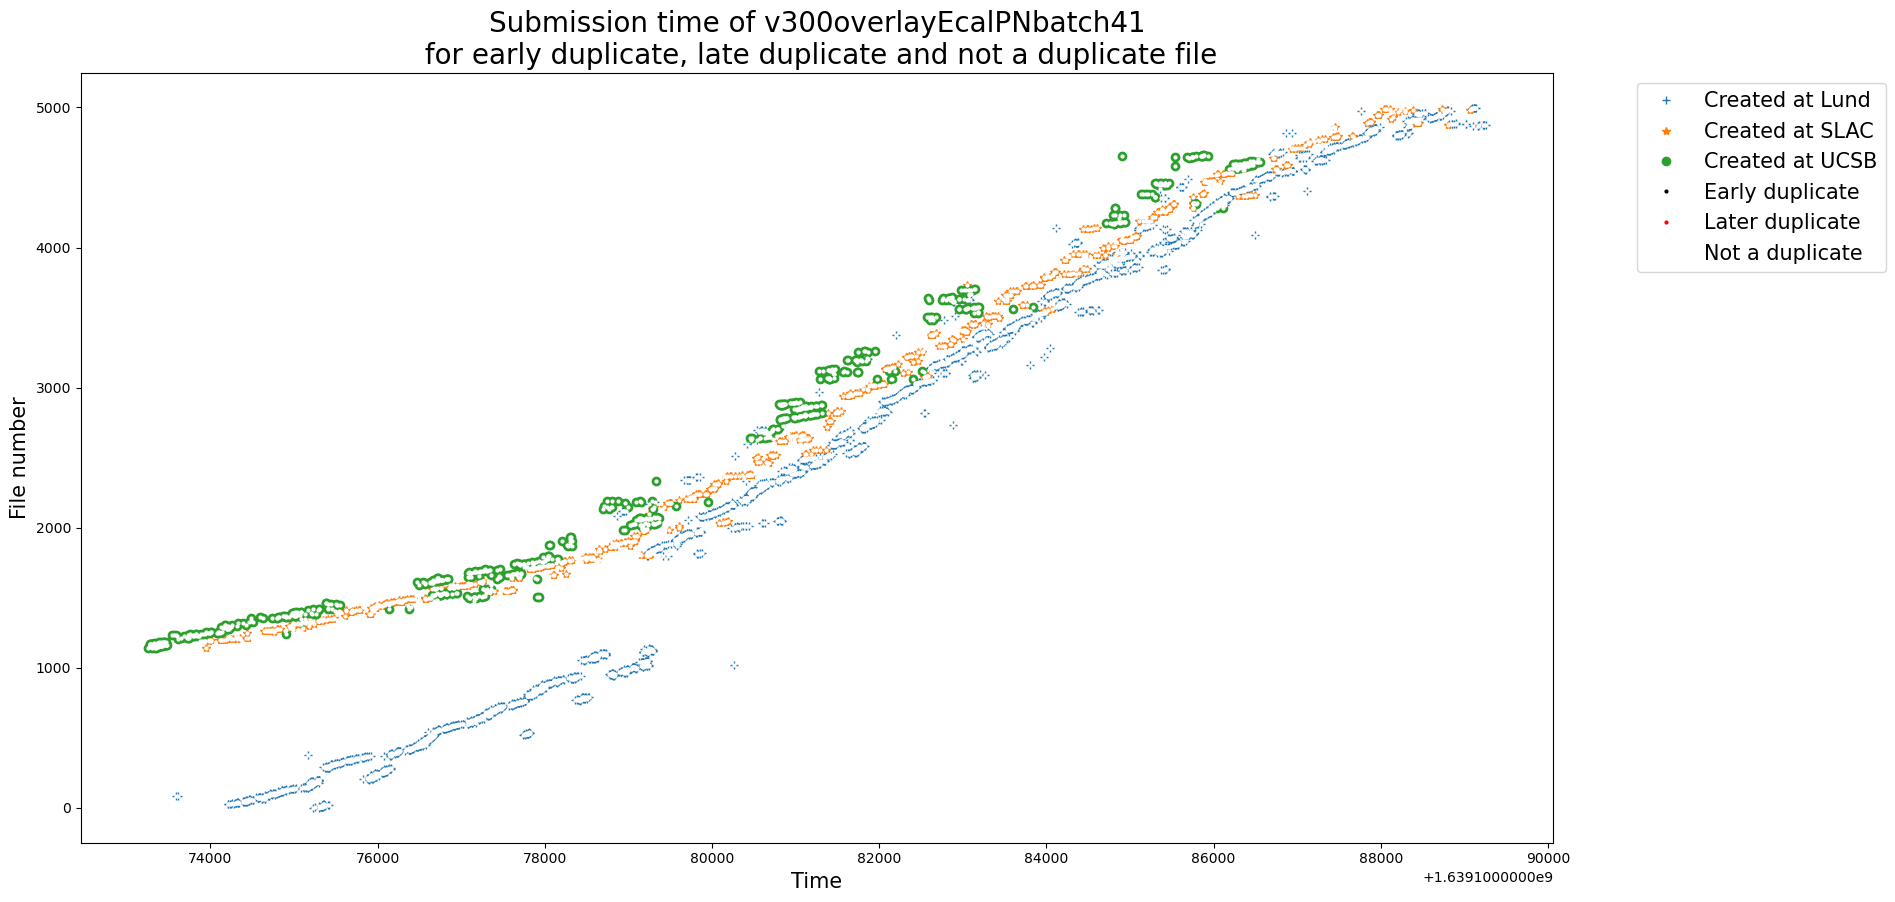 Submission time of v300overlayEcalPNbatch41
for early duplicate, late duplicate and not a duplicate file
File number
5000
4000
3000
2000
1000
0
74000 76000 78000 80000 82000 84000 86000 88000 90000
+1.6391000000e9
Time
Created at Lund
Created at SLAC
Created at UCSB
Early duplicate
Later duplicate
Not a duplicate